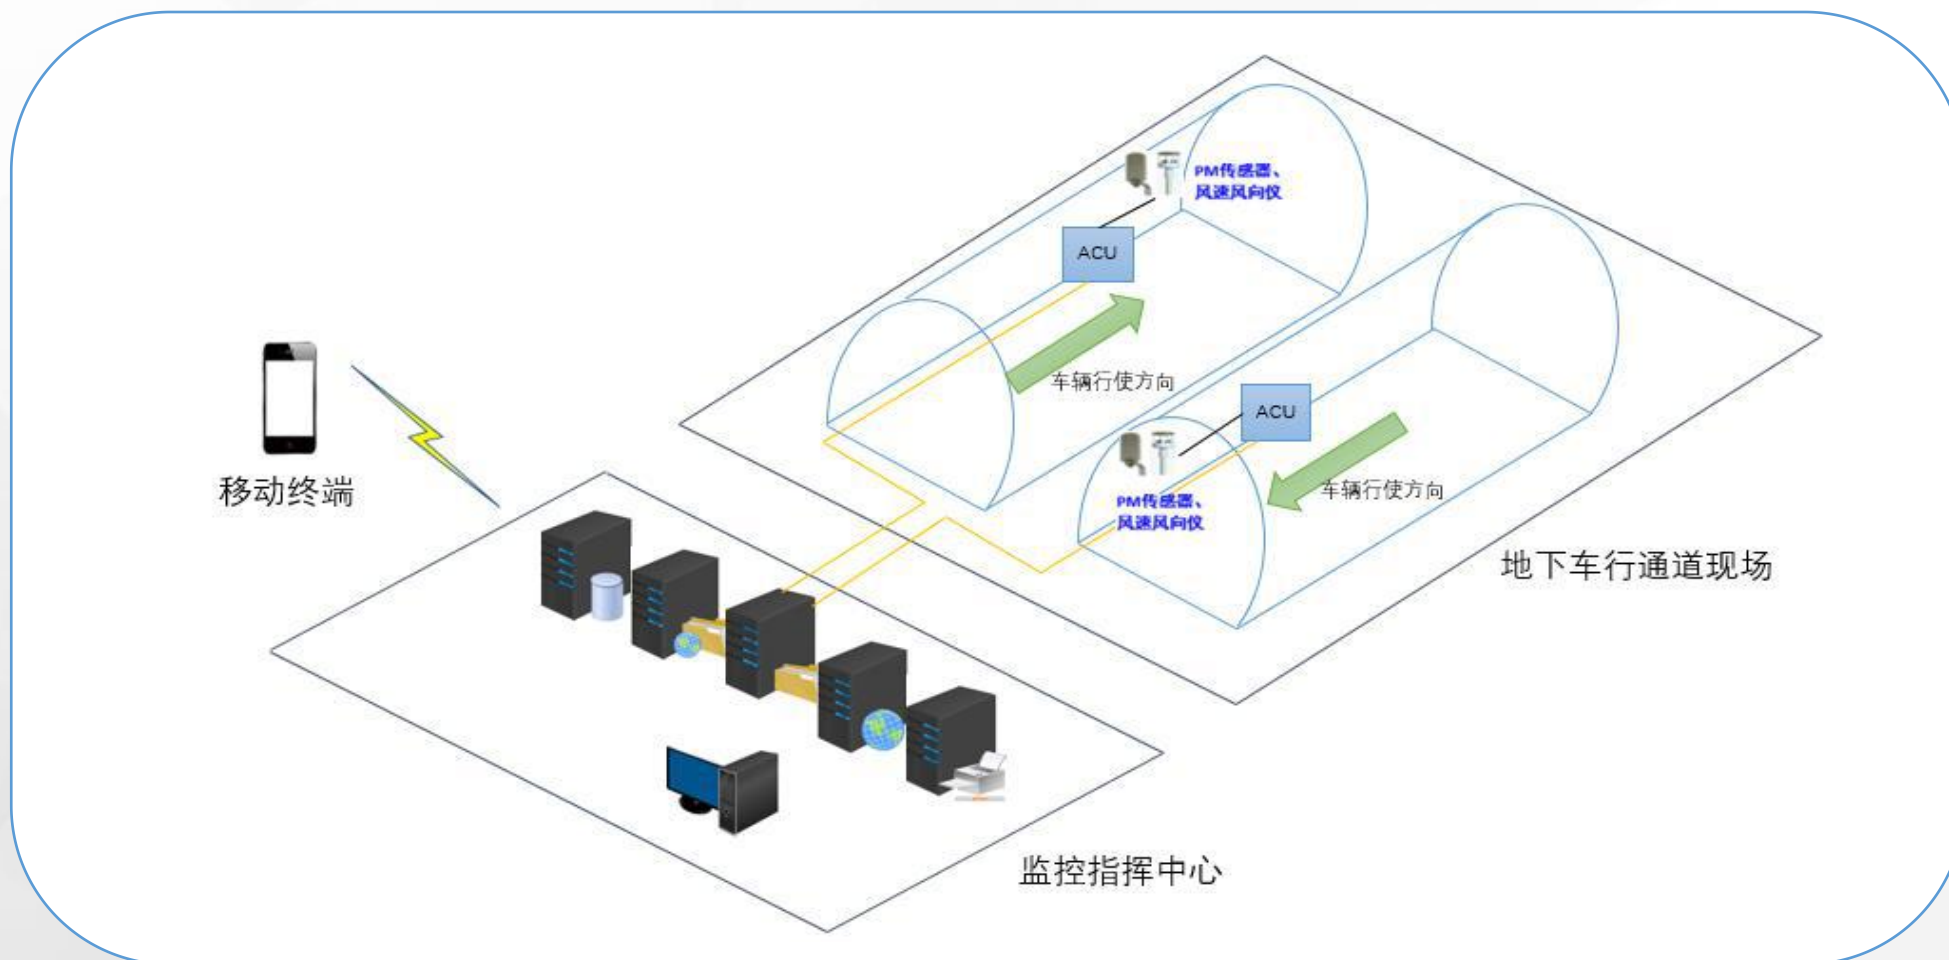 PM传感器、
风速风向仪
ACU
车辆行使方向
移动终端
ACU
PM传感器、
风速风向仪
车辆行使方向
地下车行通道现场
监控指挥中心